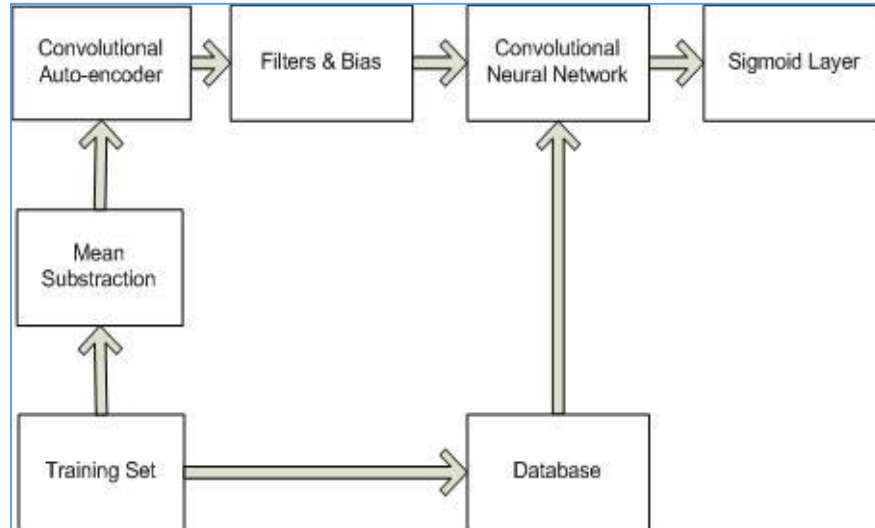 Convolutional
Auto-encoder
Filters & Bias
Convolutional
Neural Network
Sigmoid Layer
Mean
Substraction
Training Set
Database